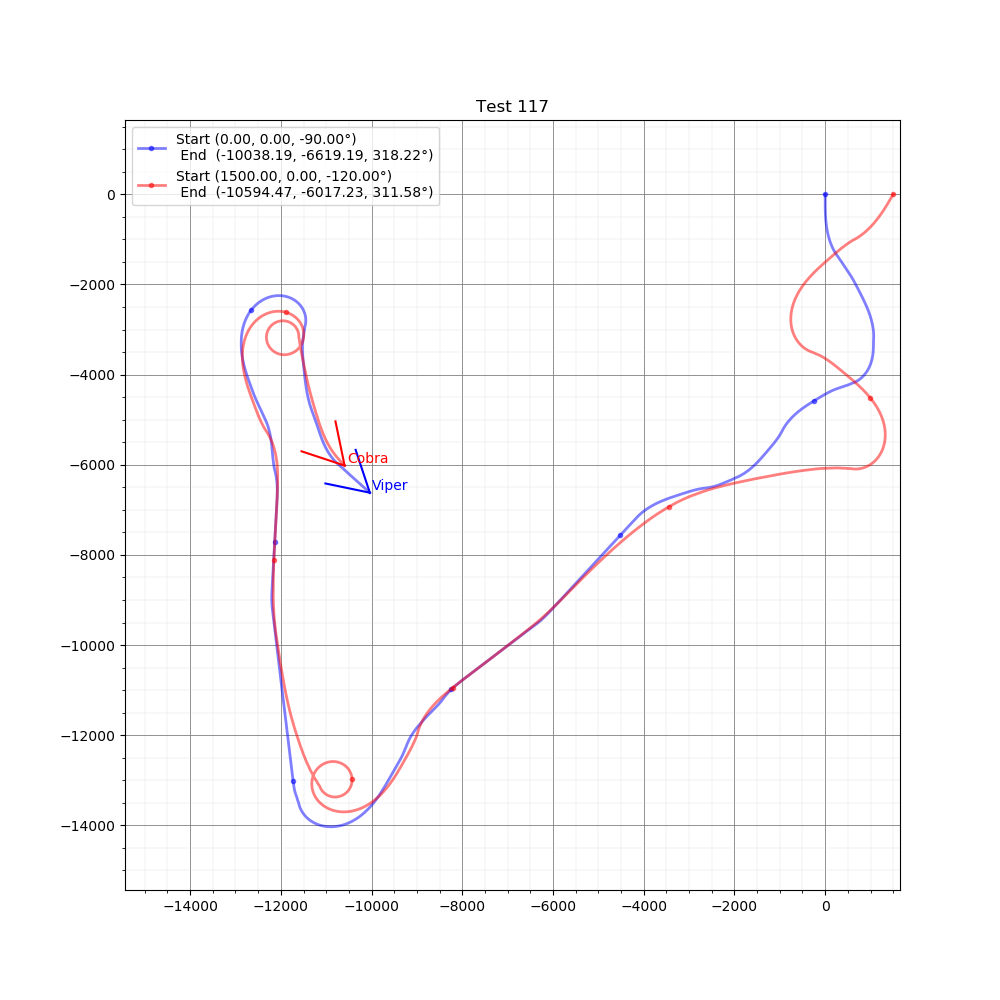 Test 117
Start (0.00, 0.00, -90.00°)
End  (-10038.19, -6619.19, 318.22°)
Start (1500.00, 0.00, -120.00°)
End  (-10594.47, -6017.23, 311.58°)
0
−2000
−4000
−6000
−8000
−10000
−12000
−14000
Cobra
Viper
−14000 −12000 −10000 −8000 −6000 −4000 −2000 0